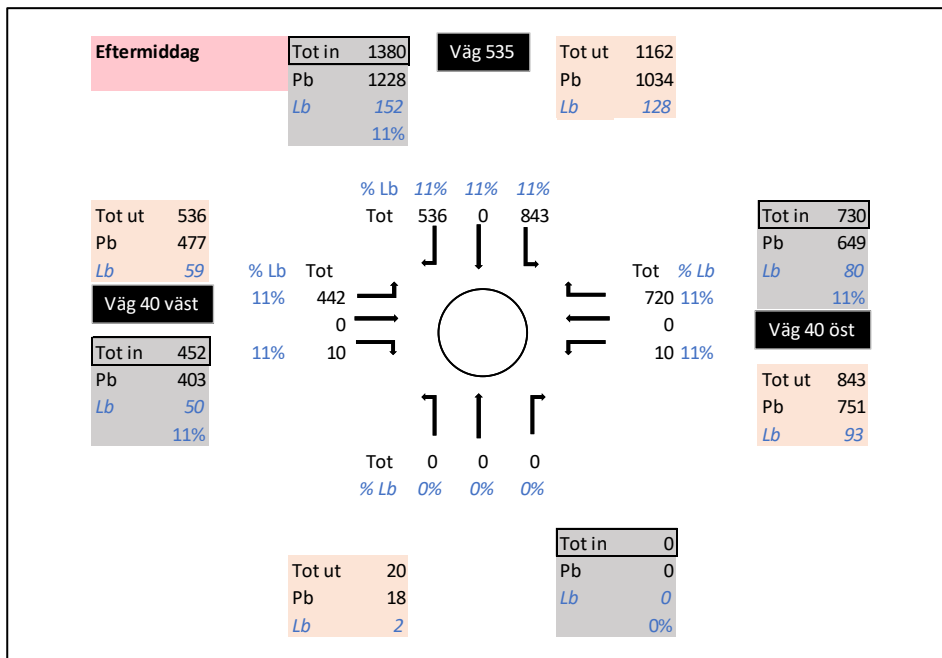 Eftermiddag
Tot in 1380
Pb 1228
Lb 152
11%
Väg 535
Tot ut 1162
Pb 1034
Lb 128
% Lb 11% 11% 11%
Tot 536 0 843
Tot ut 536
Pb 477
Lb 59
Väg 40 väst
Tot in 452
Pb 403
Lb 50
11%
% Lb Tot
11% 442
0
11% 10
Tot % Lb
720 11%
0
10 11%
Tot in 730
Pb 649
Lb 80
11%
Väg 40 öst
Tot ut 843
Pb 751
Lb 93
Tot 0 0 0
% Lb 0% 0% 0%
Tot ut 20
Pb 18
Lb 2
Tot in 0
Pb 0
Lb 0
0%